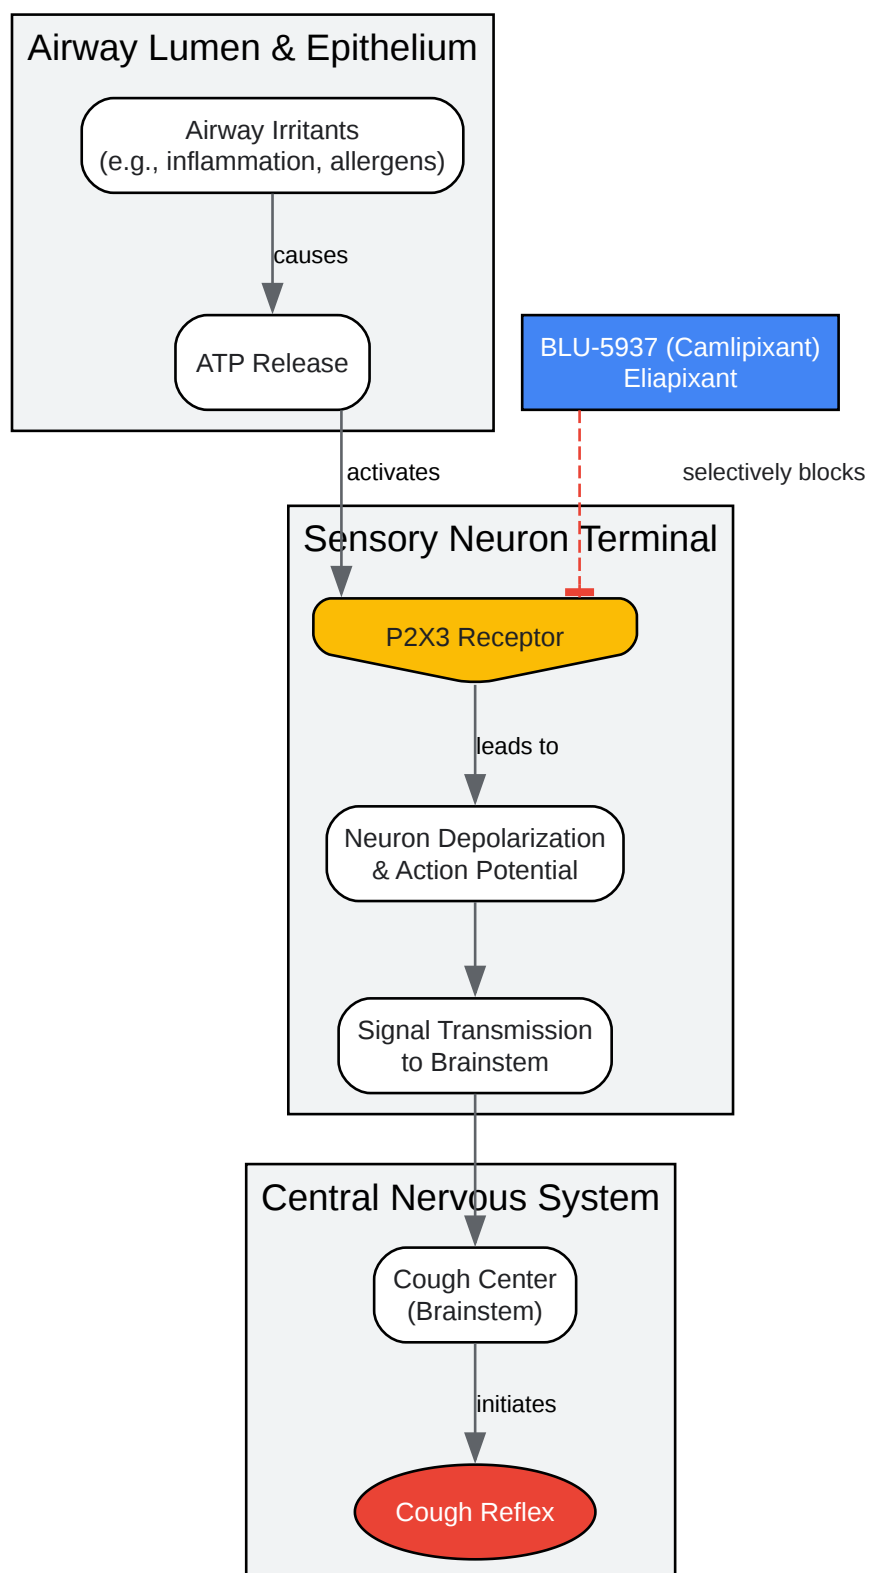 Airway Lumen & Epithelium
Airway Irritants
(e.g., inflammation, allergens)
causes
ATP Release
BLU-5937 (Camlipixant)
Eliapixant
activates
selectively blocks
Sensory Neuron Terminal
P2X3 Receptor
leads to
Neuron Depolarization
& Action Potential
Signal Transmission
to Brainstem
Central Nervous System
Cough Center
(Brainstem)
initiates
Cough Reflex